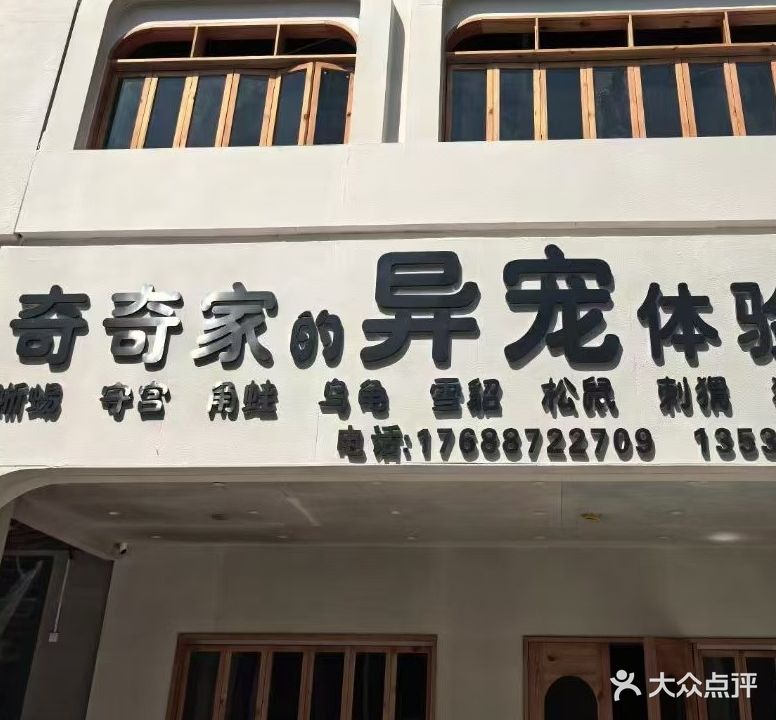 奇奇家的异宠体验
蜥蜴 守宫 角蛙 乌龟 雪貂 松鼠 刺猬
电话:17688722709 1353
大众点评